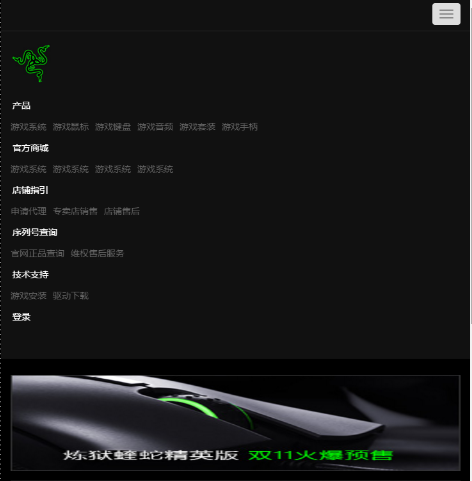 产品
游戏系统 游戏鼠标 游戏键盘 游戏音频 游戏套装 游戏手柄
官方商城
游戏系统 游戏系统 游戏系统 游戏系统
店铺指引
申请代理 专卖店销售 店铺售后
序列号查询
官网正品查询 维权售后服务
技术支持
游戏安装 驱动下载
登录
炼狱蝰蛇精英版 双11火爆预售